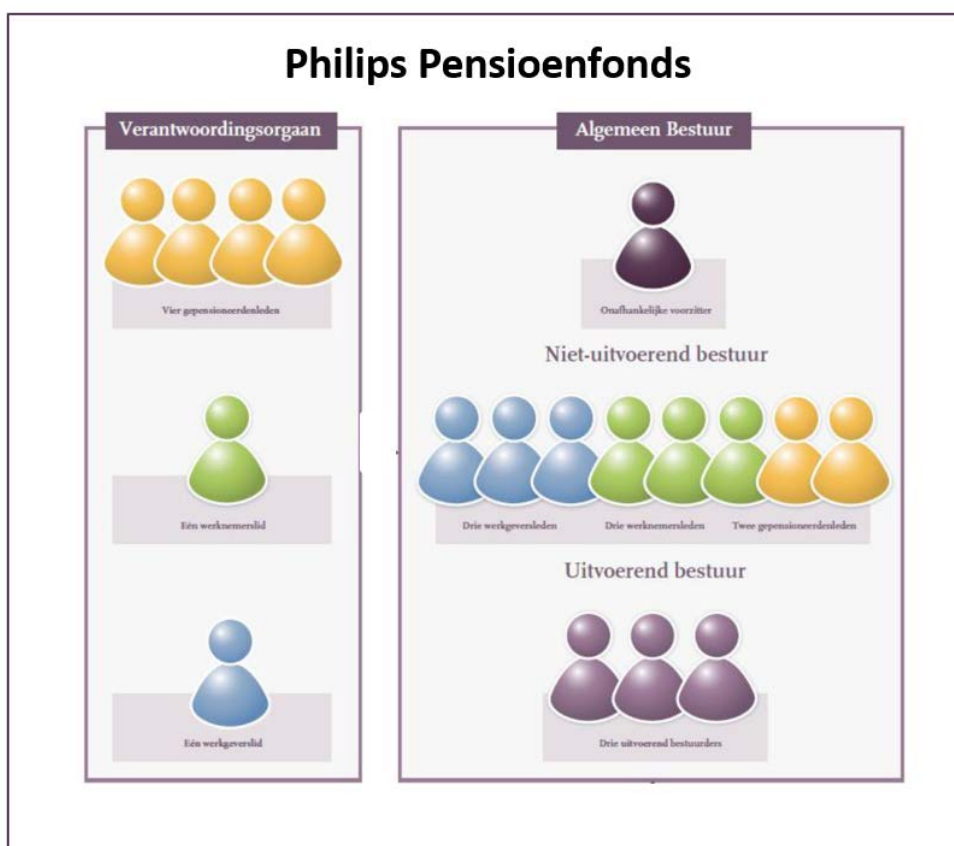 Philips Pensioenfonds
Verantwoordingsorgaan
Vier gepensioneerdenleden
Eén werknemerslid
Eén werkgeverslid
Algemeen Bestuur
Onafhankelijke voorzitter
Niet-uitvoerend bestuur
Drie werkgeversleden
Drie werknemersleden
Twee gepensioneerdenleden
Uitvoerend bestuur
Drie uitvoerend bestuurders